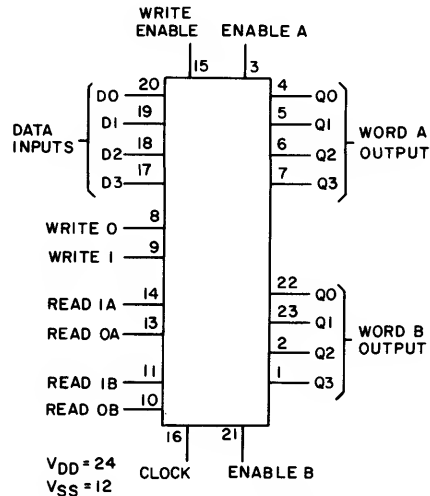 WRITE ENABLE
ENABLE A
15
3
DATA INPUTS
20 D0
19 D1
18 D2
17 D3
4 Q0
5 Q1
6 Q2
7 Q3
WORD A OUTPUT
8 WRITE 0
9 WRITE 1
14 READ 1A
13 READ 0A
11 READ 1B
10 READ 0B
22 Q0
23 Q1
2 Q2
1 Q3
WORD B OUTPUT
16
21
CLOCK
ENABLE B
VDD = 24
VSS = 12